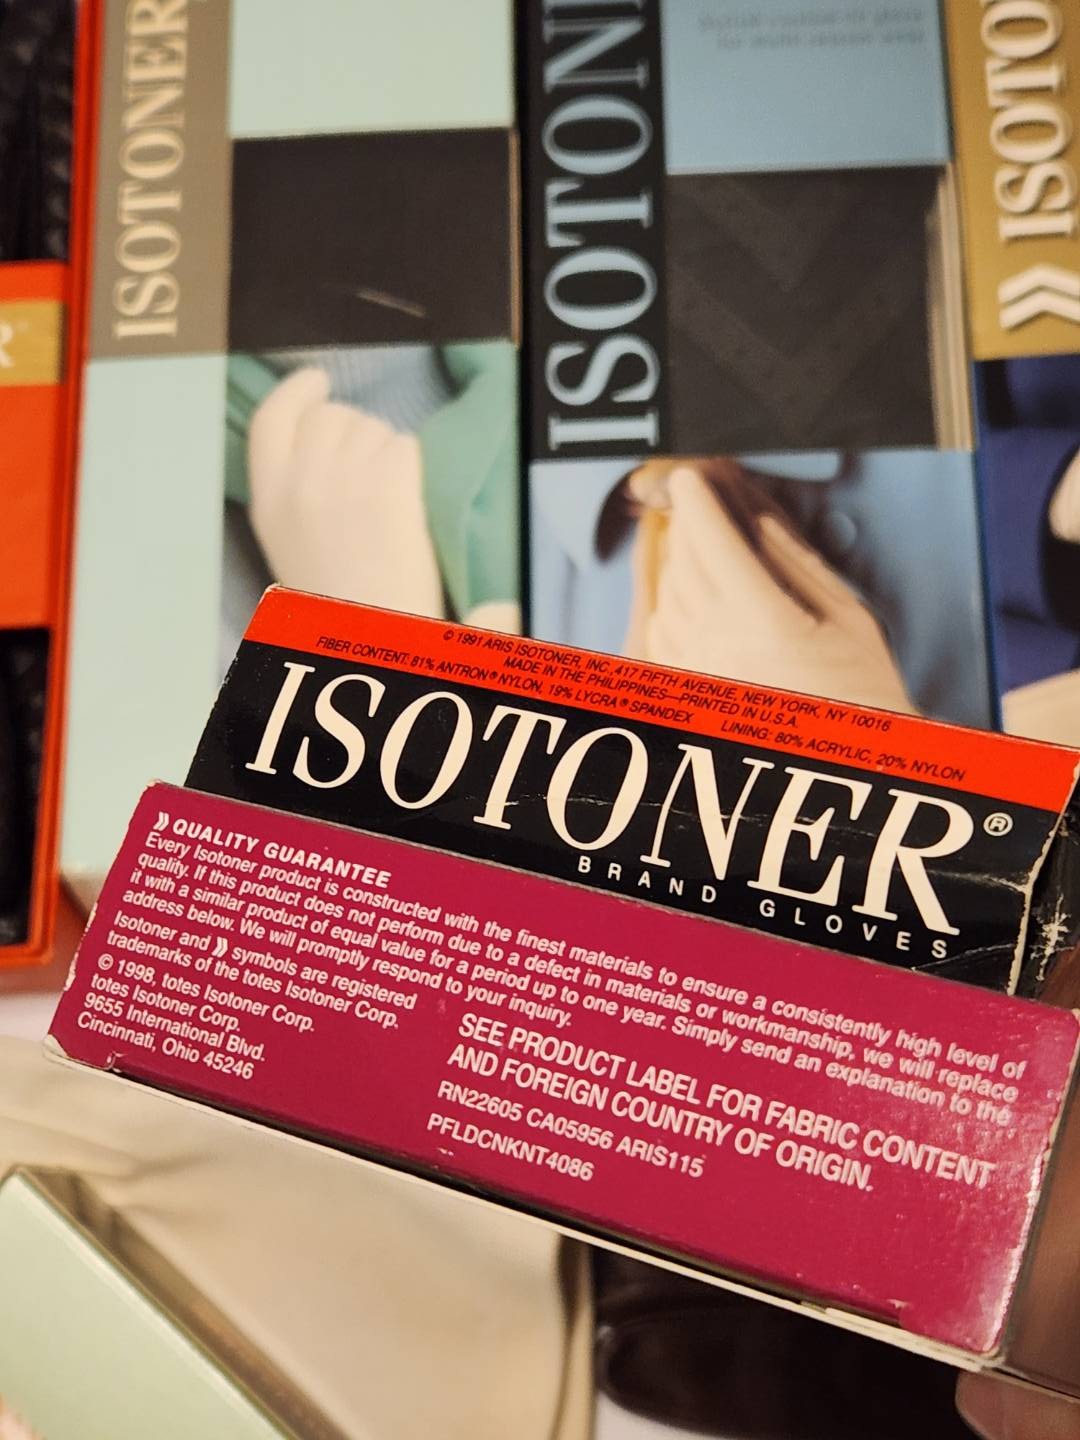 ISOTONER
ISOTON
ISOTO
» ISOTO
R
© 1991 ARIS ISOTONER, INC., 417 FIFTH AVENUE, NEW YORK, NY 10016
MADE IN THE PHILIPPINES—PRINTED IN U.S.A.
FIBER CONTENT: 81% ANTRON® NYLON, 19% LYCRA® SPANDEX LINING: 80% ACRYLIC, 20% NYLON
ISOTONER®
BRAND GLOVES
» QUALITY GUARANTEE
Every Isotoner product is constructed with the finest materials to ensure a consistently high level of
quality. If this product does not perform due to a defect in materials or workmanship, we will replace
it with a similar product of equal value for a period up to one year. Simply send an explanation to the
address below. We will promptly respond to your inquiry.
Isotoner and » symbols are registered
trademarks of the totes Isotoner Corp.
© 1998, totes Isotoner Corp.
totes Isotoner Corp.
9655 International Blvd.
Cincinnati, Ohio 45246
SEE PRODUCT LABEL FOR FABRIC CONTENT
AND FOREIGN COUNTRY OF ORIGIN.
RN22605 CA05956 ARIS115
PFLDCNKNT4086